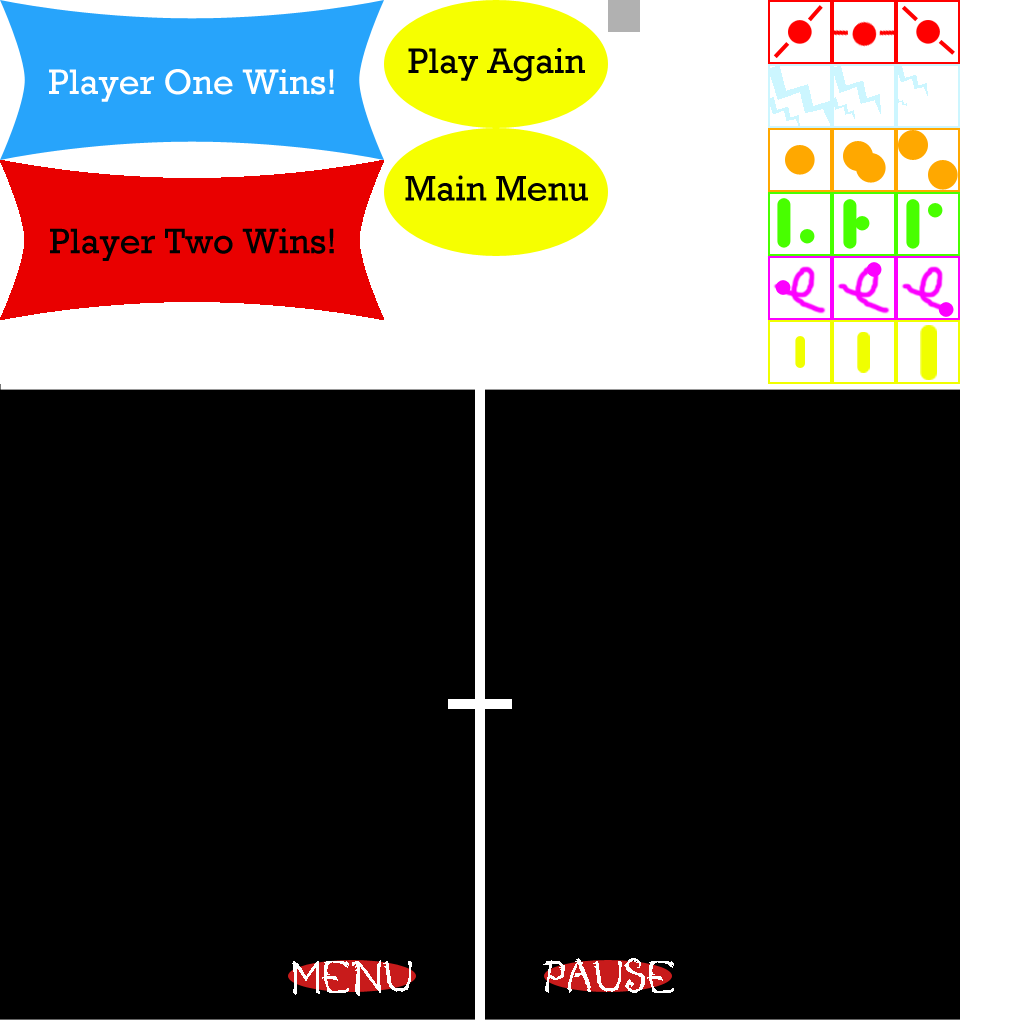 Player One Wins!
Play Again
Main Menu
Player Two Wins!
MENU
PAUSE